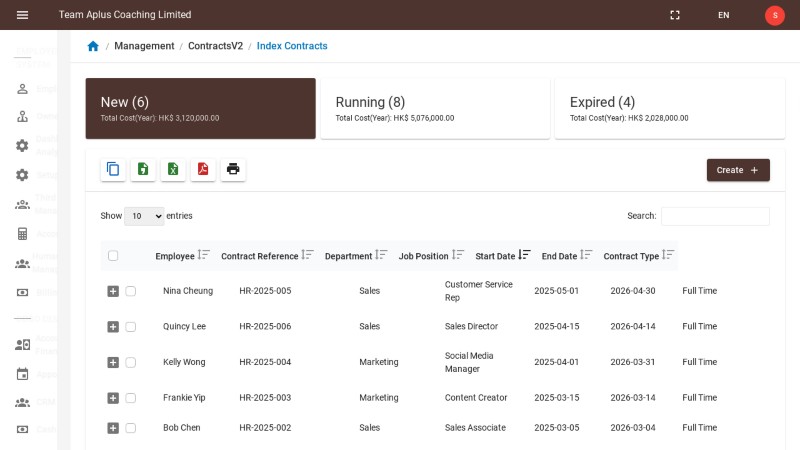 Team Aplus Coaching Limited
EN
S
/ Management / ContractsV2 / Index Contracts
New (6)
Total Cost(Year): HK$ 3,120,000.00
Running (8)
Total Cost(Year): HK$ 5,076,000.00
Expired (4)
Total Cost(Year): HK$ 2,028,000.00
Create +
Show 10 entries
Search:
Employee Contract Reference Department Job Position Start Date End Date Contract Type
Nina Cheung HR-2025-005 Sales Customer Service Rep 2025-05-01 2026-04-30 Full Time
Quincy Lee HR-2025-006 Sales Sales Director 2025-04-15 2026-04-14 Full Time
Kelly Wong HR-2025-004 Marketing Social Media Manager 2025-04-01 2026-03-31 Full Time
Frankie Yip HR-2025-003 Marketing Content Creator 2025-03-15 2026-03-14 Full Time
Bob Chen HR-2025-002 Sales Sales Associate 2025-03-05 2026-03-04 Full Time